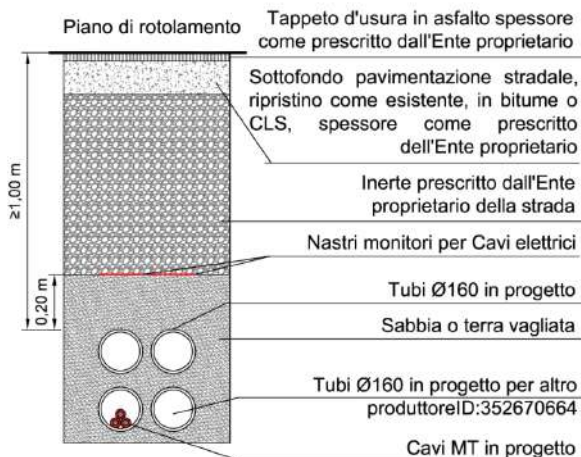 Piano di rotolamento
Tappeto d'usura in asfalto spessore
come prescritto dall'Ente proprietario
Sottofondo pavimentazione stradale,
ripristino come esistente, in bitume o
CLS, spessore come prescritto
dell'Ente proprietario
Inerte prescritto dall'Ente
proprietario della strada
Nastri monitori per Cavi elettrici
Tubi Ø160 in progetto
Sabbia o terra vagliata
Tubi Ø160 in progetto per altro
produttoreID:352670664
Cavi MT in progetto
≥1,00 m
0,20 m